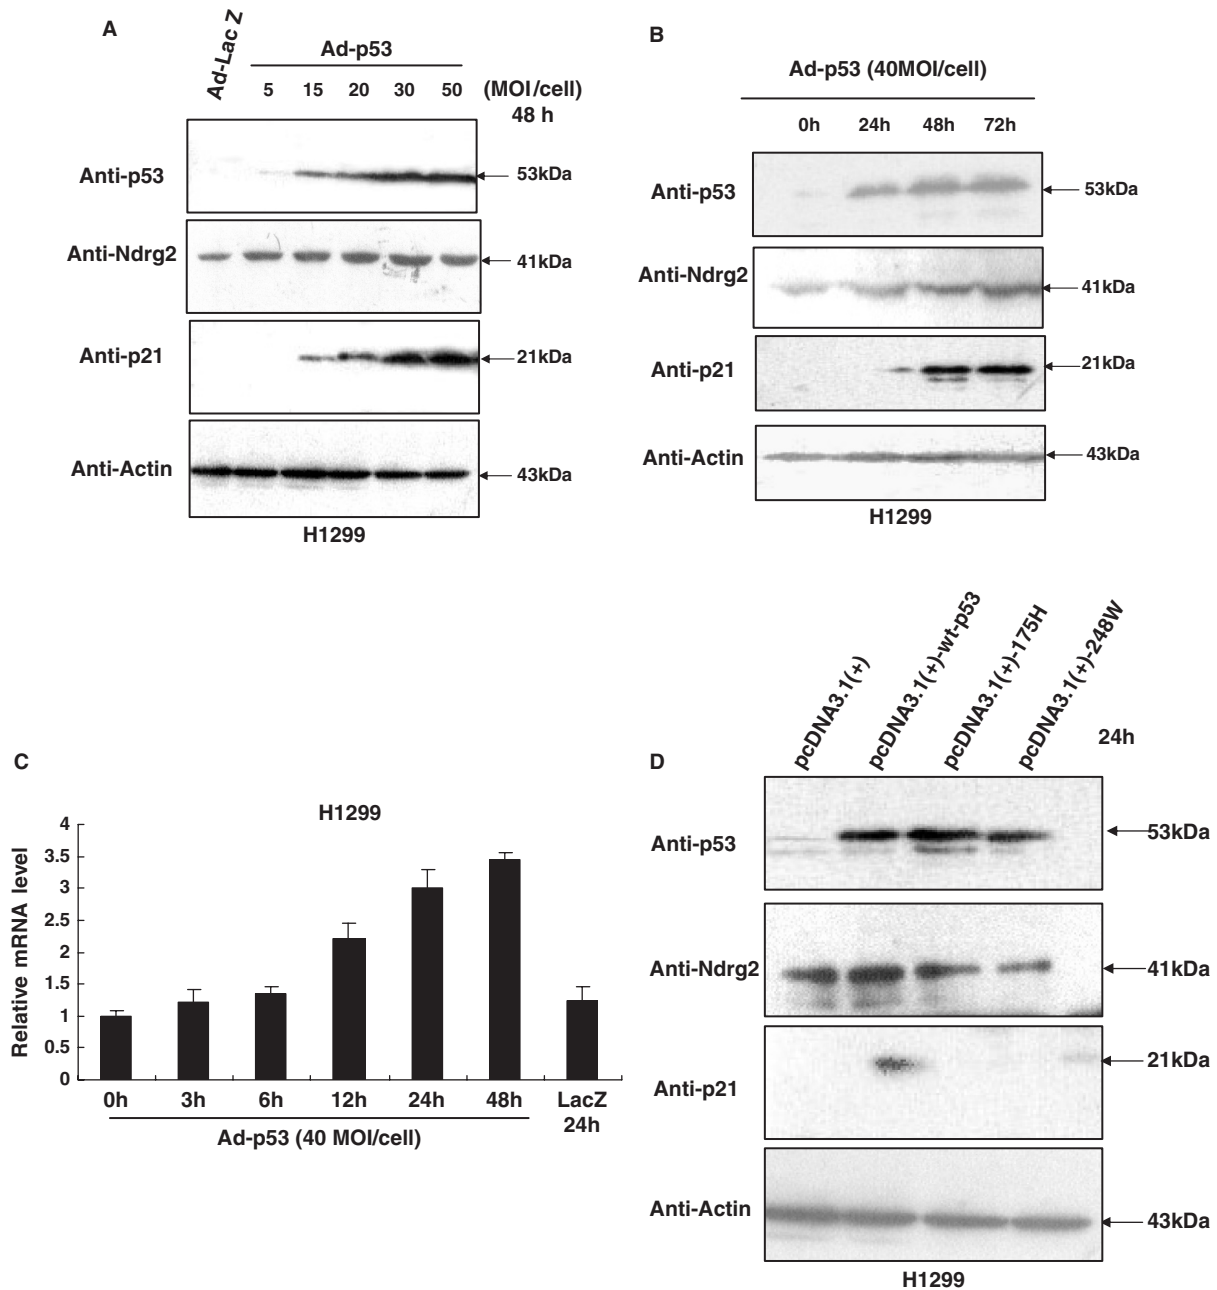 A
Ad-Lac Z
Ad-p53
5 15 20 30 50 (MOI/cell)
48 h
Anti-p53 53kDa
Anti-Ndrg2 41kDa
Anti-p21 21kDa
Anti-Actin 43kDa
H1299
B
Ad-p53 (40MOI/cell)
0h 24h 48h 72h
Anti-p53 53kDa
Anti-Ndrg2 41kDa
Anti-p21 21kDa
Anti-Actin 43kDa
H1299
C
H1299
Relative mRNA level
4
3.5
3
2.5
2
1.5
1
0.5
0
0h 3h 6h 12h 24h 48h LacZ
24h
Ad-p53 (40 MOI/cell)
D
pcDNA3.1(+)
pcDNA3.1(+)-wt-p53
pcDNA3.1(+)-175H
pcDNA3.1(+)-248W
24h
Anti-p53 53kDa
Anti-Ndrg2 41kDa
Anti-p21 21kDa
Anti-Actin 43kDa
H1299